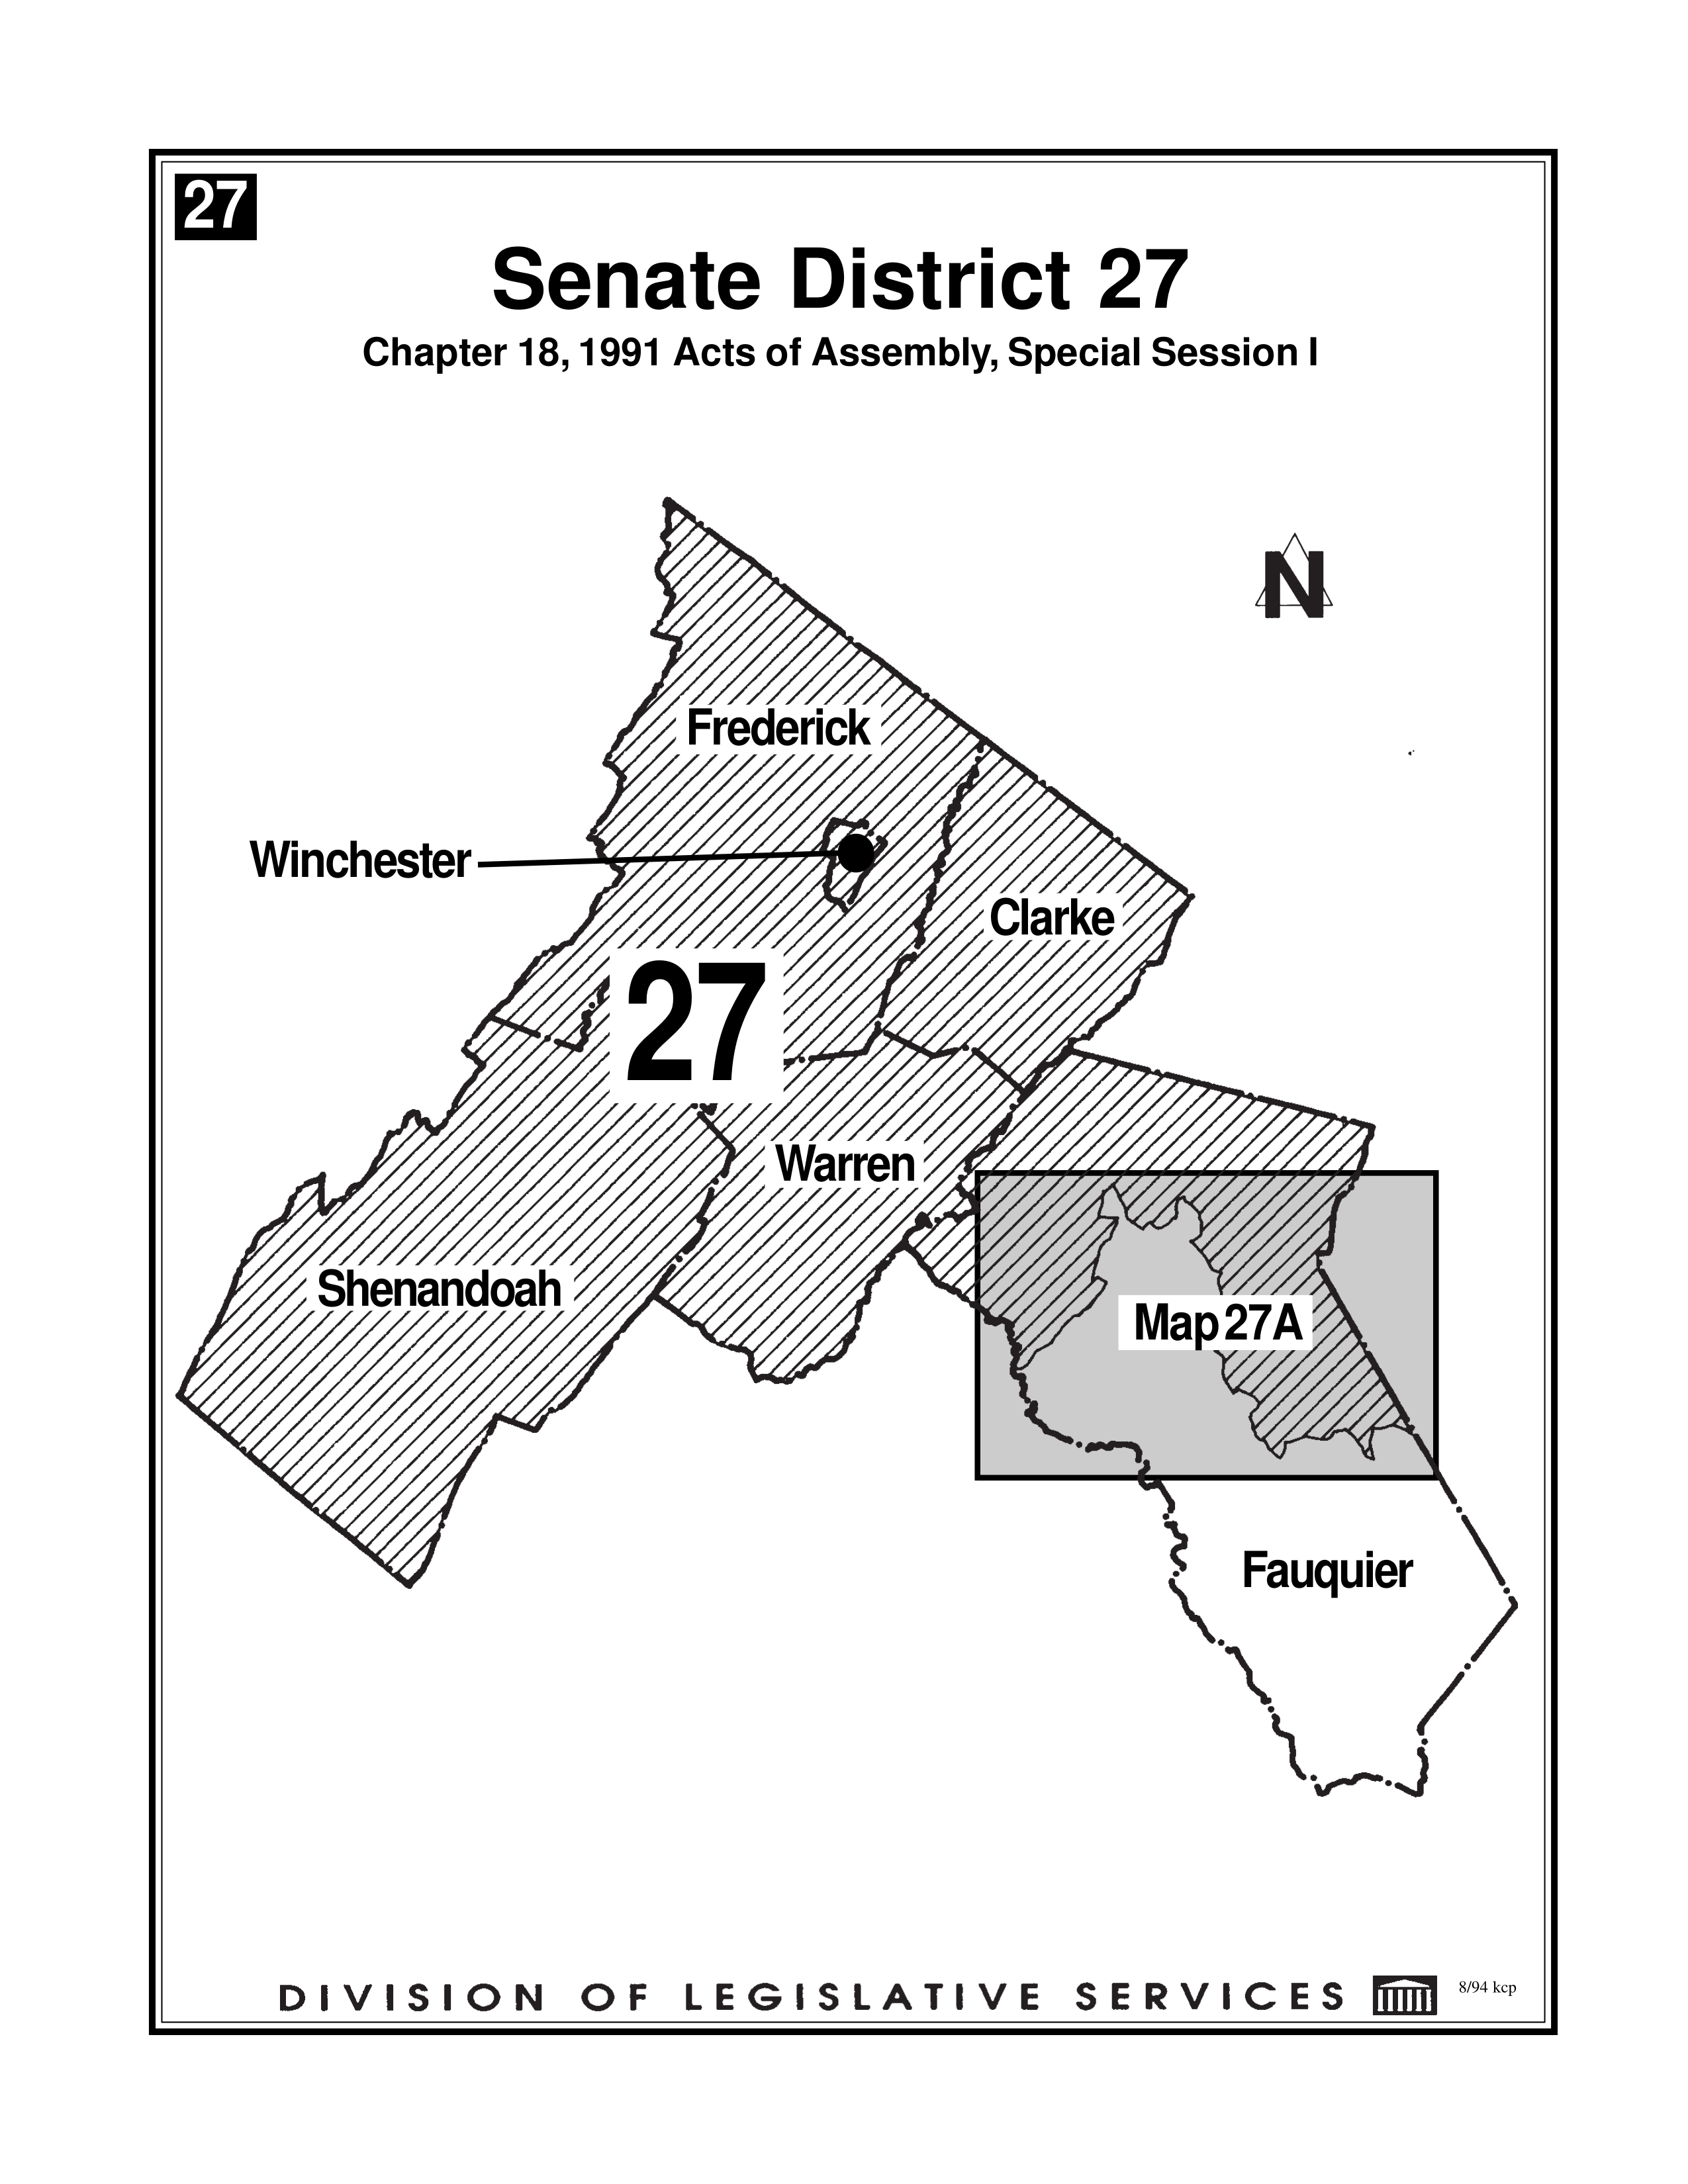 27
Senate District 27
Chapter 18, 1991 Acts of Assembly, Special Session I
N
Frederick
Winchester
Clarke
27
Warren
Shenandoah
Map 27A
Fauquier
DIVISION OF LEGISLATIVE SERVICES
8/94 kcp